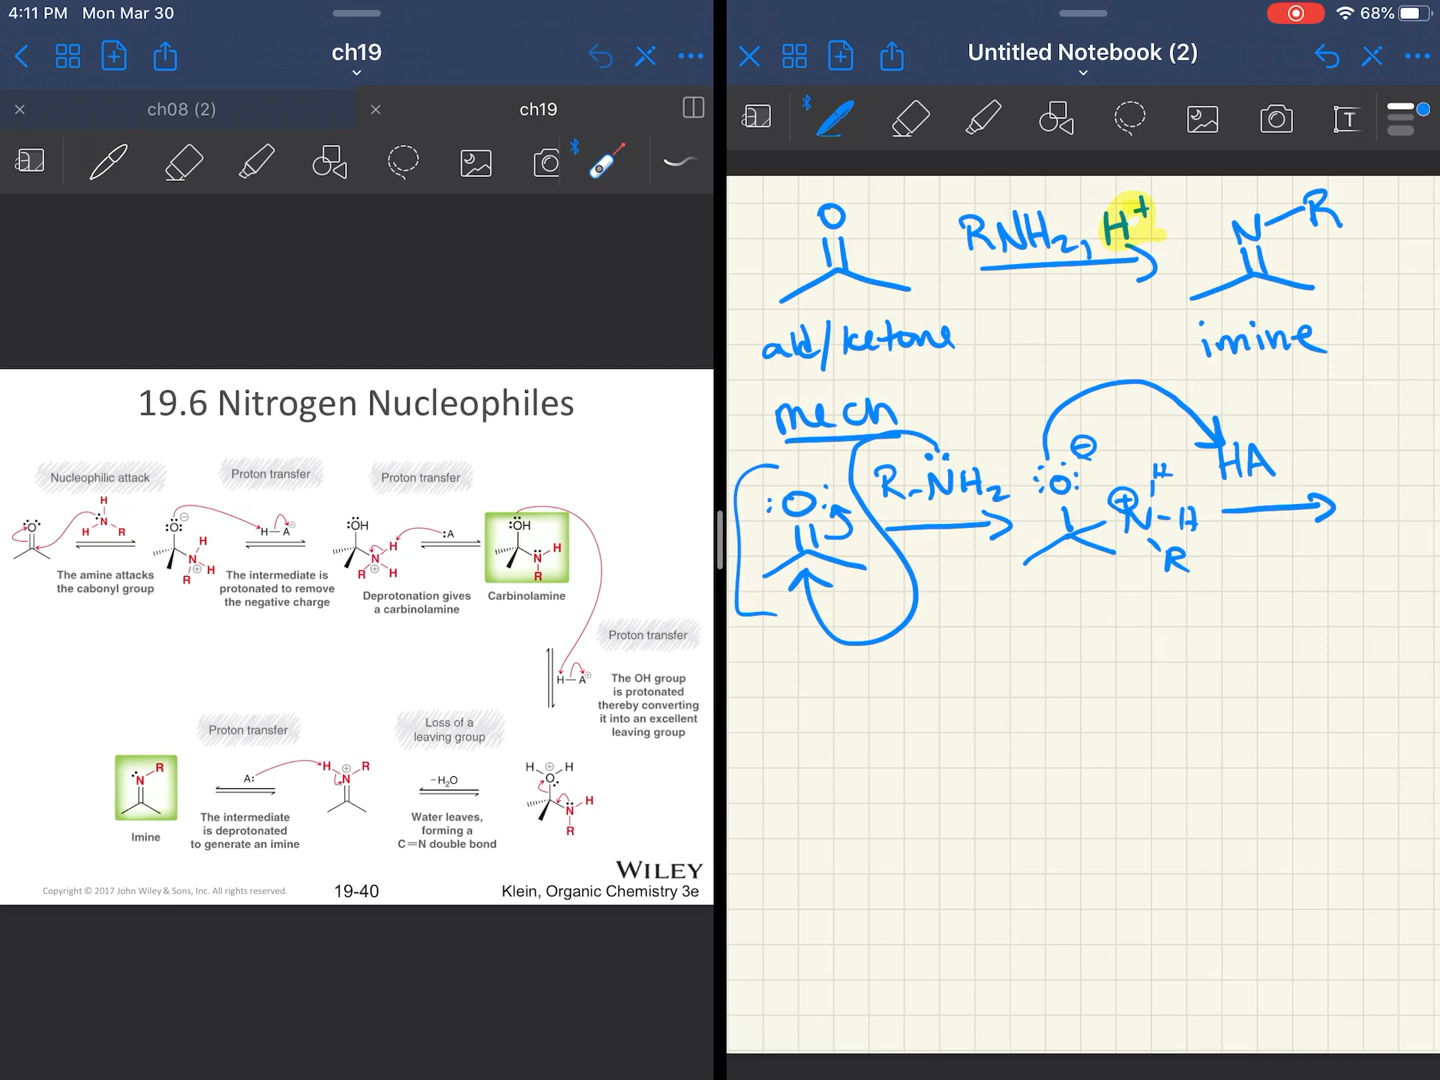 4:11 PM Mon Mar 30
68%
ch19
Untitled Notebook (2)
ch08 (2)
ch19
T
19.6 Nitrogen Nucleophiles
Nucleophilic attack
Proton transfer
Proton transfer
The amine attacks
the cabonyl group
The intermediate is
protonated to remove
the negative charge
Deprotonation gives
a carbinolamine
Carbinolamine
Proton transfer
The OH group
is protonated
thereby converting
it into an excellent
leaving group
Loss of a
leaving group
Proton transfer
−H₂O
Water leaves,
forming a
C=N double bond
The intermediate
is deprotonated
to generate an imine
Imine
WILEY
Copyright © 2017 John Wiley & Sons, Inc. All rights reserved.
19-40
Klein, Organic Chemistry 3e
O
RNH₂, H⁺
N-R
ald/ketone
imine
mech
:O:
R-N̈H₂
:O: ⊖
⊕ N-H
H
R
HA